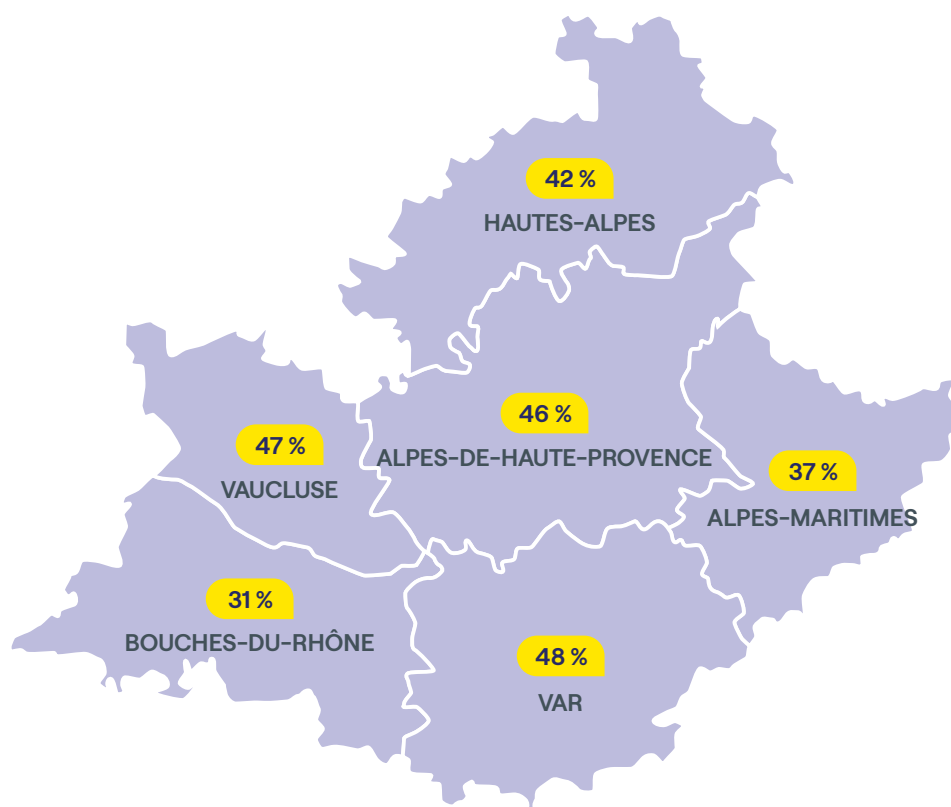 42 %
HAUTES-ALPES
46 %
ALPES-DE-HAUTE-PROVENCE
47 %
VAUCLUSE
37 %
ALPES-MARITIMES
31 %
BOUCHES-DU-RHÔNE
48 %
VAR